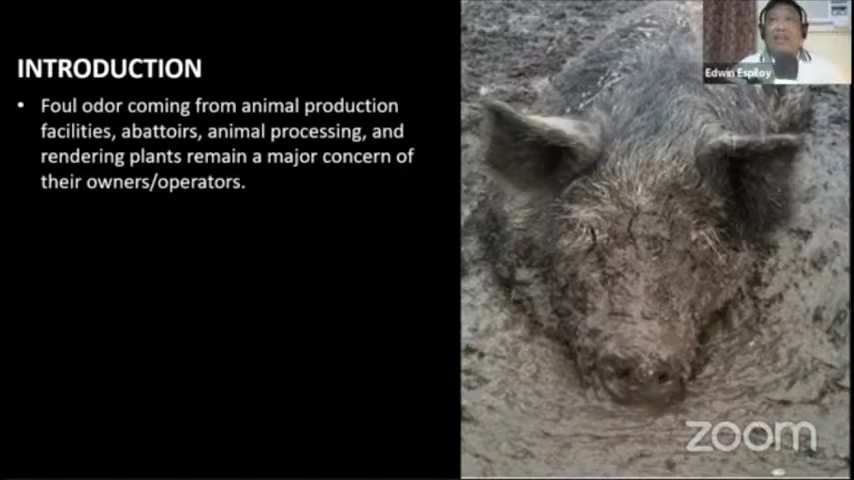 INTRODUCTION
• Foul odor coming from animal production
facilities, abattoirs, animal processing, and
rendering plants remain a major concern of
their owners/operators.
Edwin Espiloy
zoom